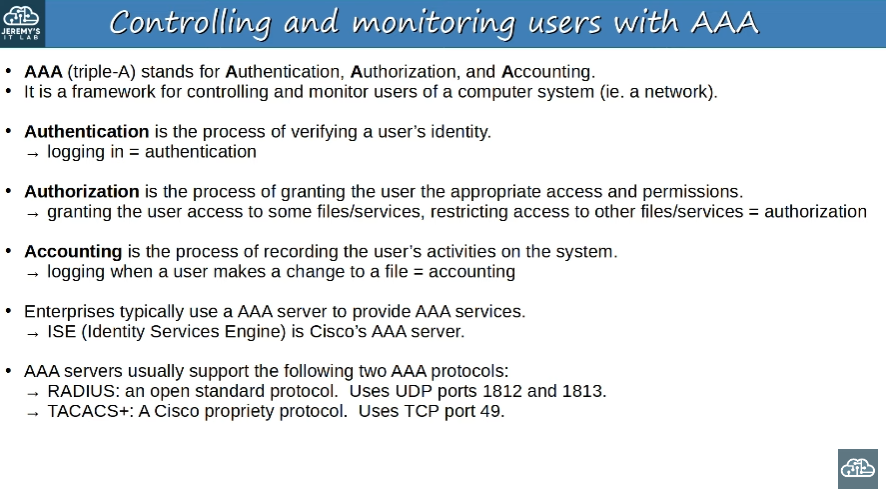 JEREMY'S
IT LAB
Controlling and monitoring users with AAA
• AAA (triple-A) stands for Authentication, Authorization, and Accounting.
• It is a framework for controlling and monitor users of a computer system (ie. a network).
• Authentication is the process of verifying a user's identity.
→ logging in = authentication
• Authorization is the process of granting the user the appropriate access and permissions.
→ granting the user access to some files/services, restricting access to other files/services = authorization
• Accounting is the process of recording the user's activities on the system.
→ logging when a user makes a change to a file = accounting
• Enterprises typically use a AAA server to provide AAA services.
→ ISE (Identity Services Engine) is Cisco's AAA server.
• AAA servers usually support the following two AAA protocols:
→ RADIUS: an open standard protocol.  Uses UDP ports 1812 and 1813.
→ TACACS+: A Cisco propriety protocol.  Uses TCP port 49.